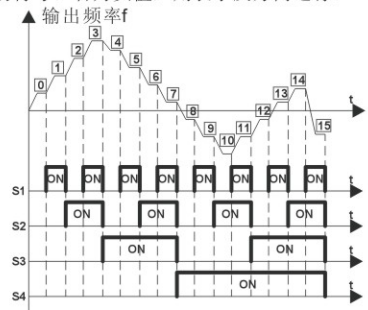 输出频率f
3
2
4
14
1
5
13
0
6
12
7
t
8
11
9
10
15
S1 ON ON ON ON ON ON ON ON t
S2 ON ON ON ON t
S3 ON ON t
S4 ON t